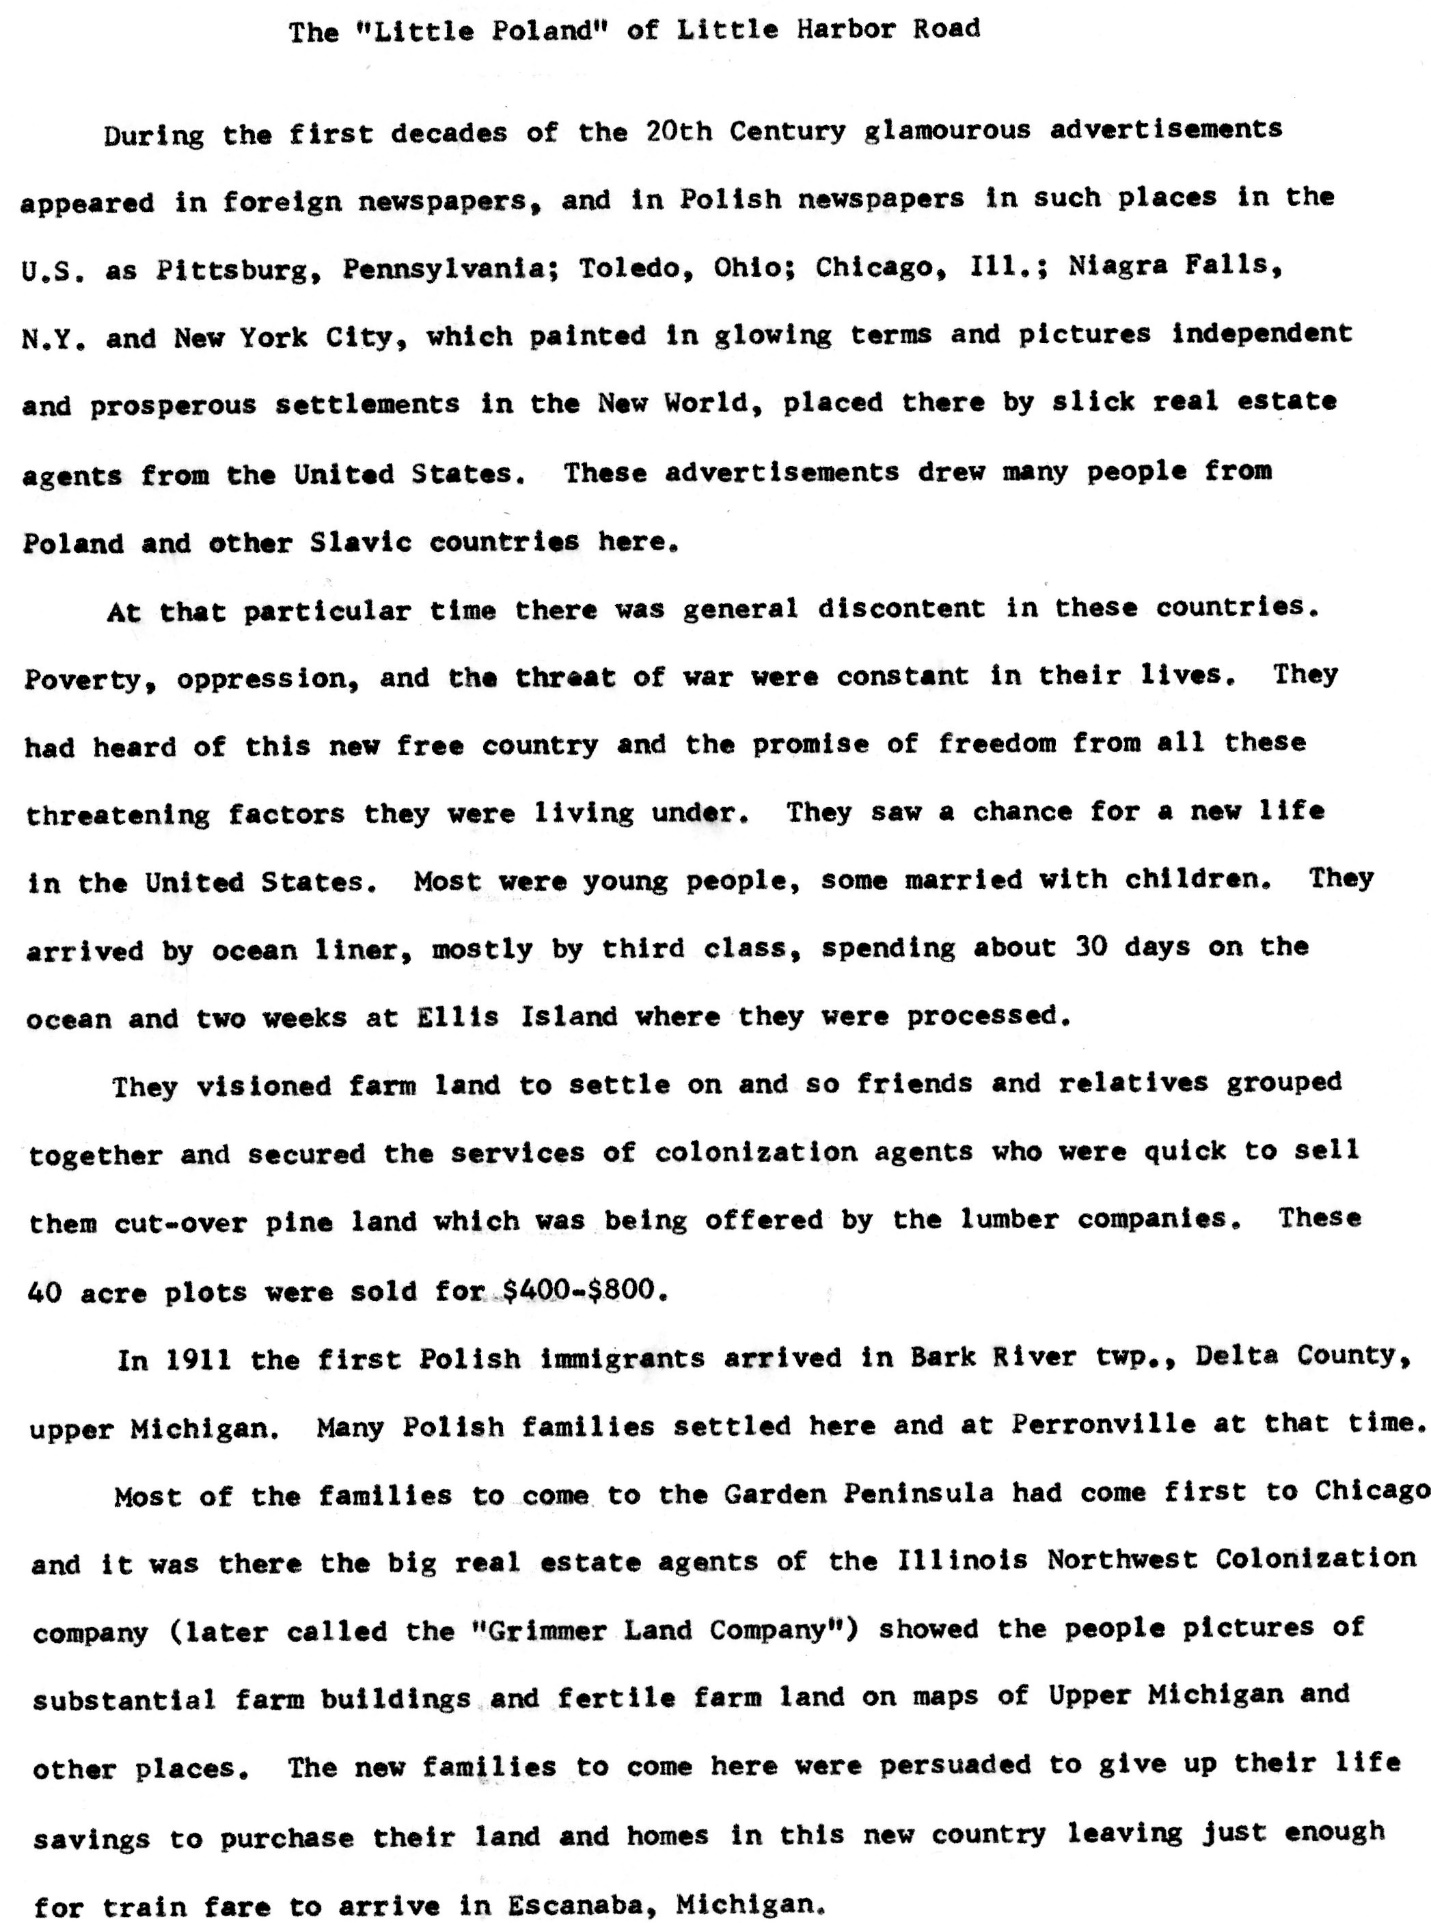 The "Little Poland" of Little Harbor Road
During the first decades of the 20th Century glamourous advertisements
appeared in foreign newspapers, and in Polish newspapers in such places in the
U.S. as Pittsburg, Pennsylvania; Toledo, Ohio; Chicago, Ill.; Niagra Falls,
N.Y. and New York City, which painted in glowing terms and pictures independent
and prosperous settlements in the New World, placed there by slick real estate
agents from the United States. These advertisements drew many people from
Poland and other Slavic countries here.
At that particular time there was general discontent in these countries.
Poverty, oppression, and the threat of war were constant in their lives. They
had heard of this new free country and the promise of freedom from all these
threatening factors they were living under. They saw a chance for a new life
in the United States. Most were young people, some married with children. They
arrived by ocean liner, mostly by third class, spending about 30 days on the
ocean and two weeks at Ellis Island where they were processed.
They visioned farm land to settle on and so friends and relatives grouped
together and secured the services of colonization agents who were quick to sell
them cut-over pine land which was being offered by the lumber companies. These
40 acre plots were sold for $400-$800.
In 1911 the first Polish immigrants arrived in Bark River twp., Delta County,
upper Michigan. Many Polish families settled here and at Perronville at that time.
Most of the families to come to the Garden Peninsula had come first to Chicago
and it was there the big real estate agents of the Illinois Northwest Colonization
company (later called the "Grimmer Land Company") showed the people pictures of
substantial farm buildings and fertile farm land on maps of Upper Michigan and
other places. The new families to come here were persuaded to give up their life
savings to purchase their land and homes in this new country leaving just enough
for train fare to arrive in Escanaba, Michigan.